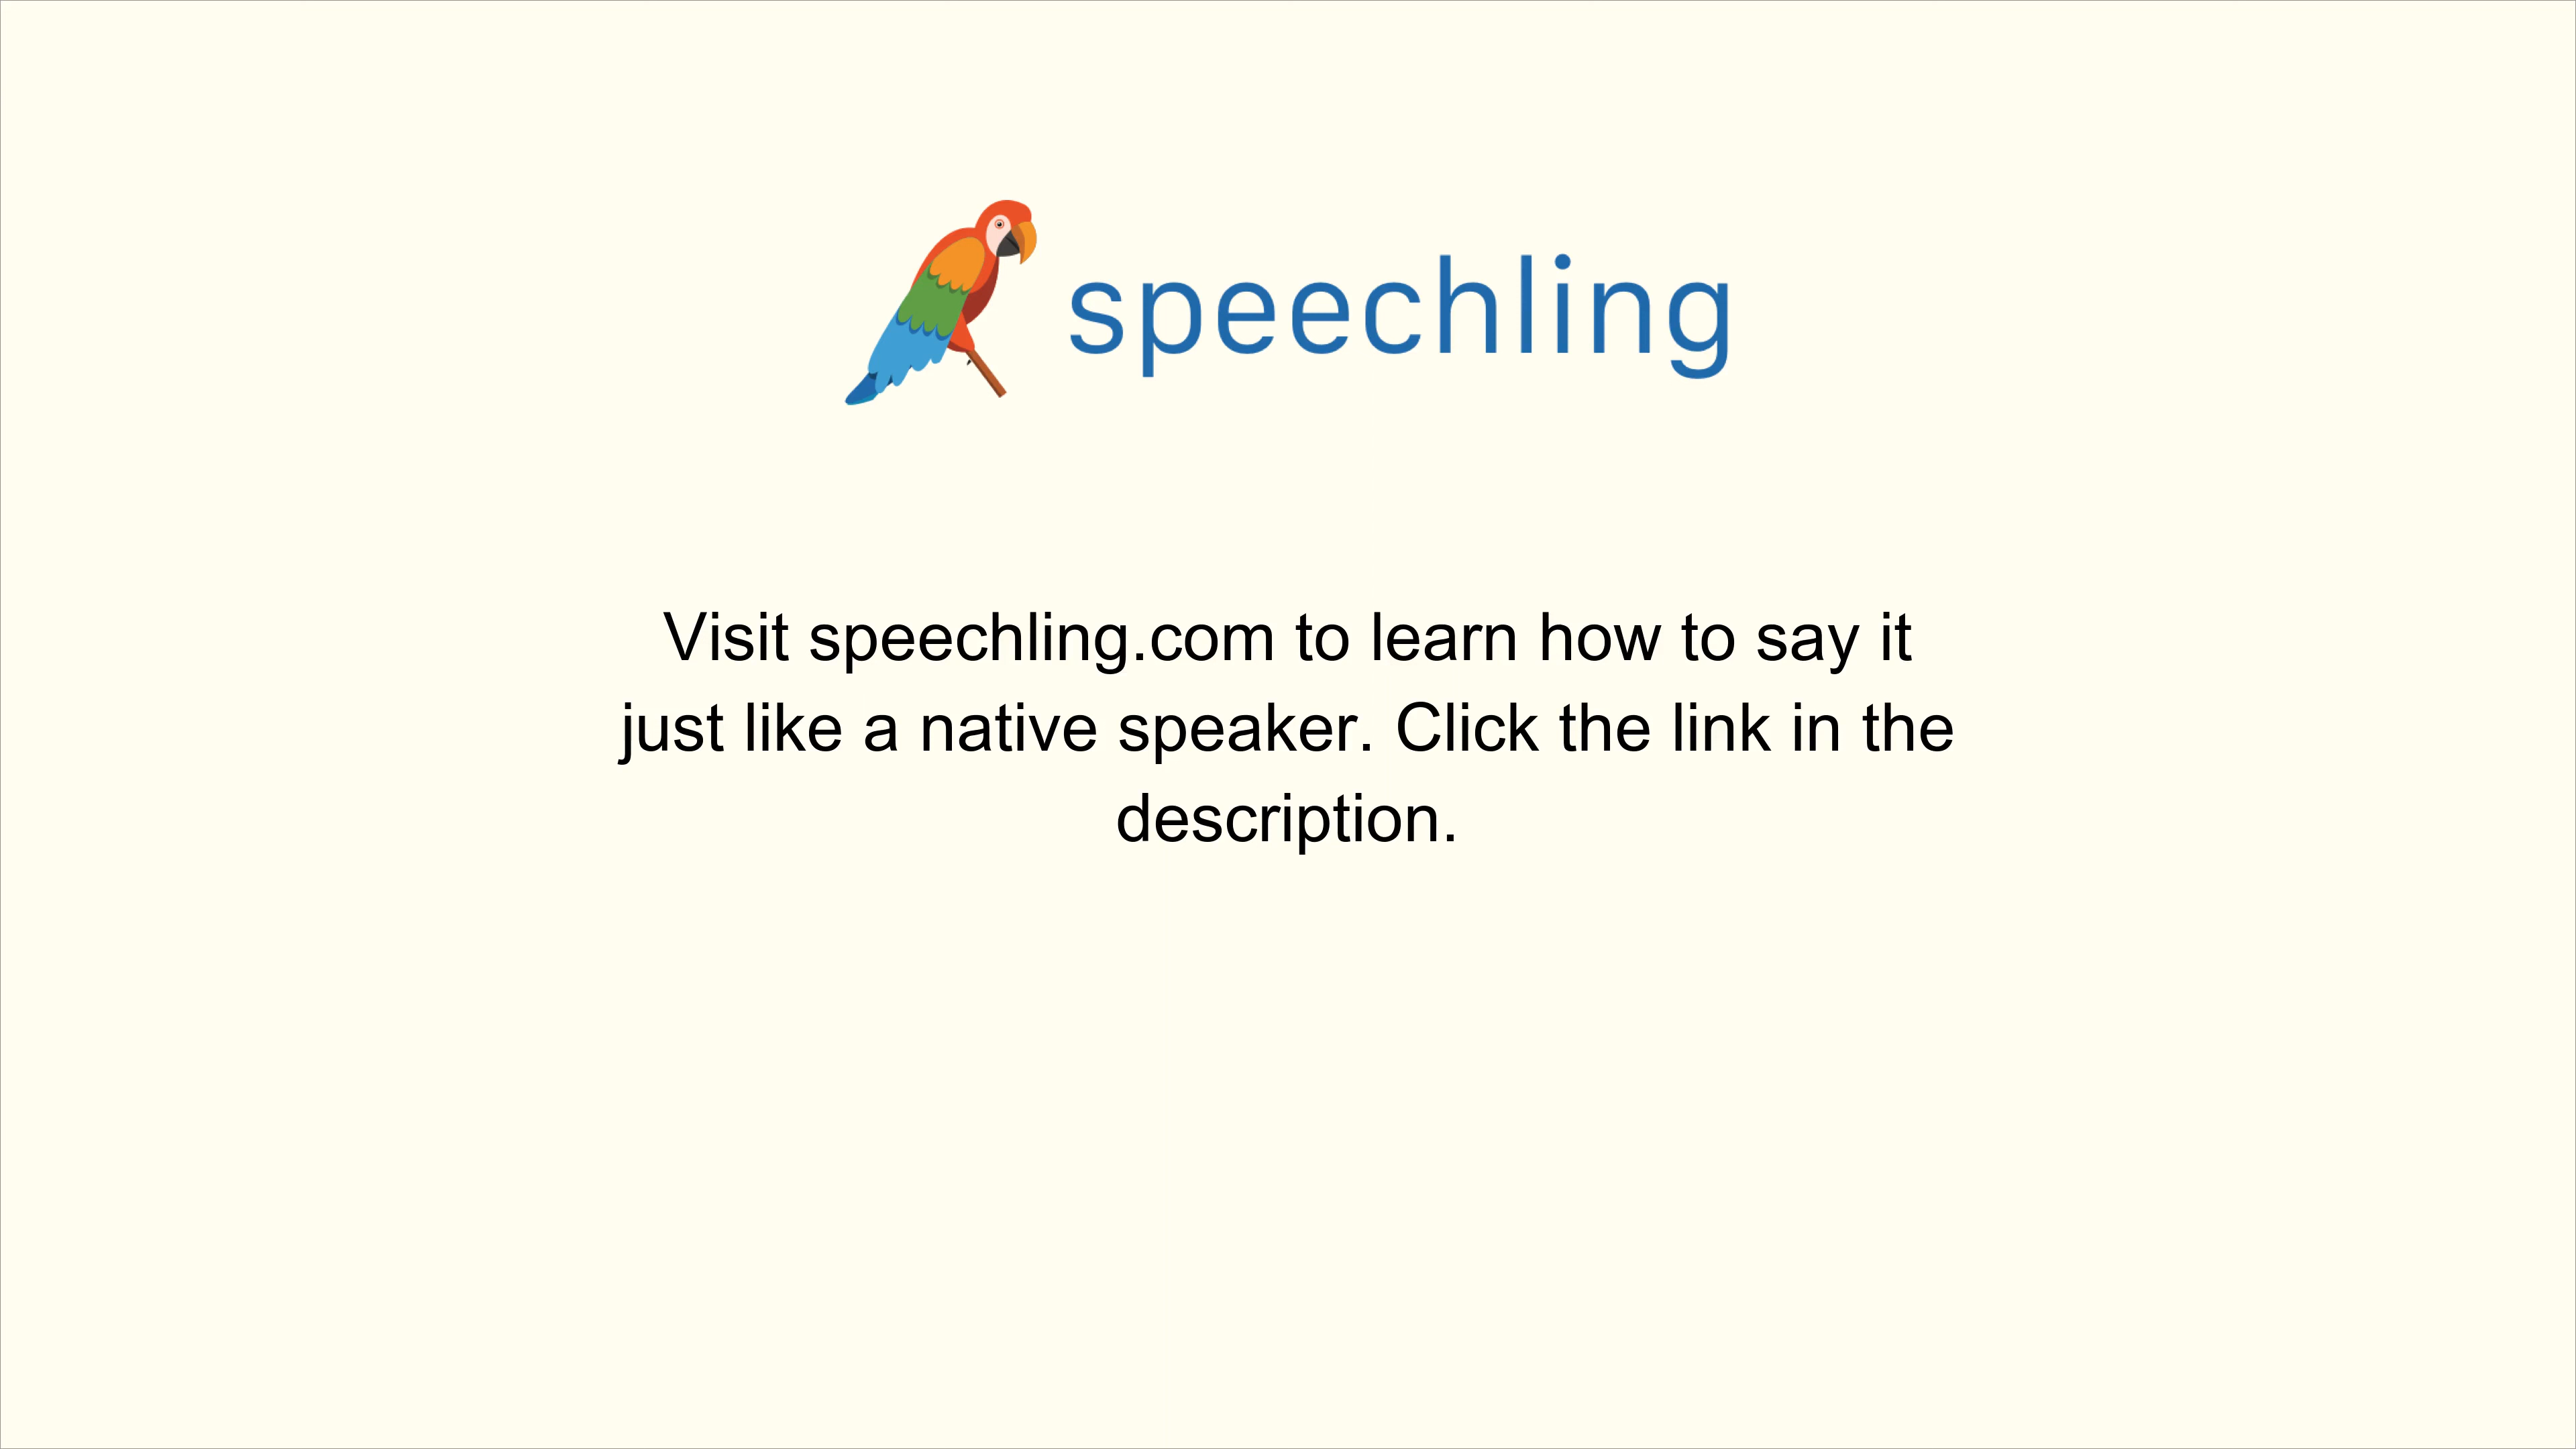 speechling
Visit speechling.com to learn how to say it
just like a native speaker. Click the link in the
description.